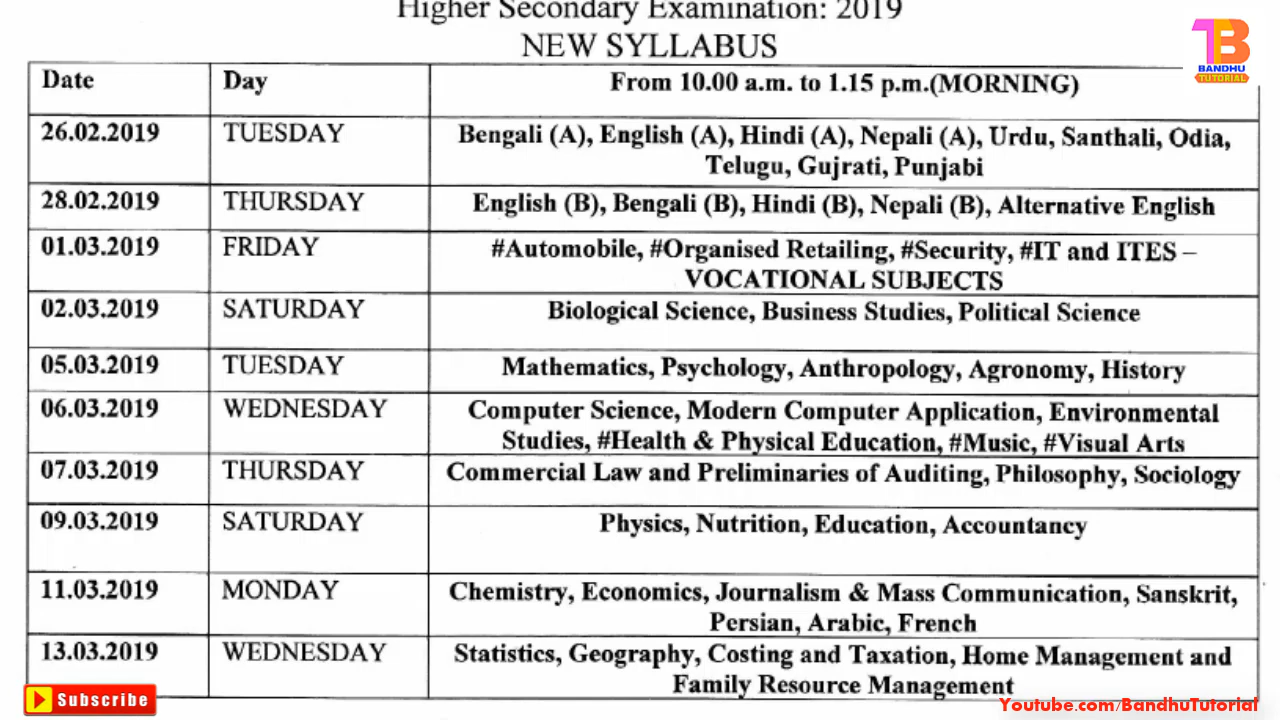 Higher Secondary Examination: 2019
NEW SYLLABUS
TB
BANDHU
TUTORIAL
Date Day From 10.00 a.m. to 1.15 p.m.(MORNING)
26.02.2019 TUESDAY Bengali (A), English (A), Hindi (A), Nepali (A), Urdu, Santhali, Odia,
Telugu, Gujrati, Punjabi
28.02.2019 THURSDAY English (B), Bengali (B), Hindi (B), Nepali (B), Alternative English
01.03.2019 FRIDAY #Automobile, #Organised Retailing, #Security, #IT and ITES –
VOCATIONAL SUBJECTS
02.03.2019 SATURDAY Biological Science, Business Studies, Political Science
05.03.2019 TUESDAY Mathematics, Psychology, Anthropology, Agronomy, History
06.03.2019 WEDNESDAY Computer Science, Modern Computer Application, Environmental
Studies, #Health & Physical Education, #Music, #Visual Arts
07.03.2019 THURSDAY Commercial Law and Preliminaries of Auditing, Philosophy, Sociology
09.03.2019 SATURDAY Physics, Nutrition, Education, Accountancy
11.03.2019 MONDAY Chemistry, Economics, Journalism & Mass Communication, Sanskrit,
Persian, Arabic, French
13.03.2019 WEDNESDAY Statistics, Geography, Costing and Taxation, Home Management and
Family Resource Management
Subscribe
Youtube.com/BandhuTutorial